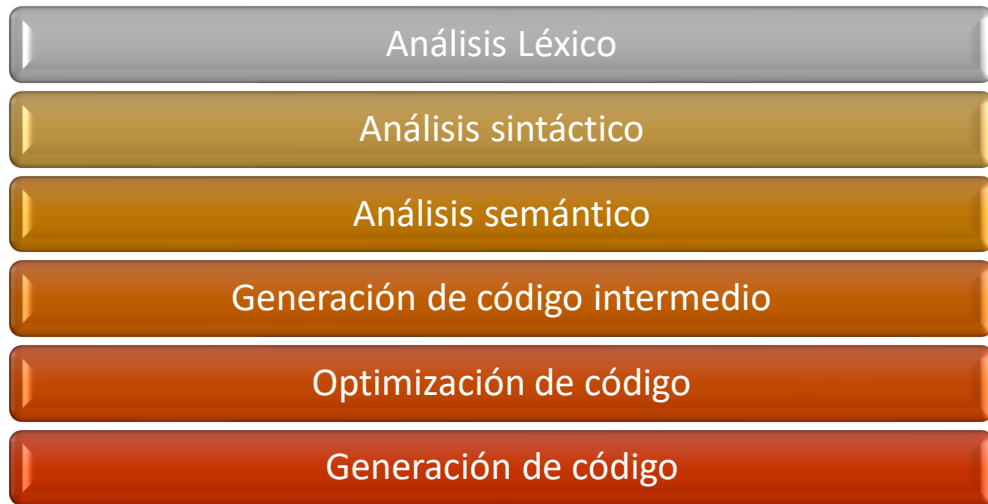 Análisis Léxico
Análisis sintáctico
Análisis semántico
Generación de código intermedio
Optimización de código
Generación de código